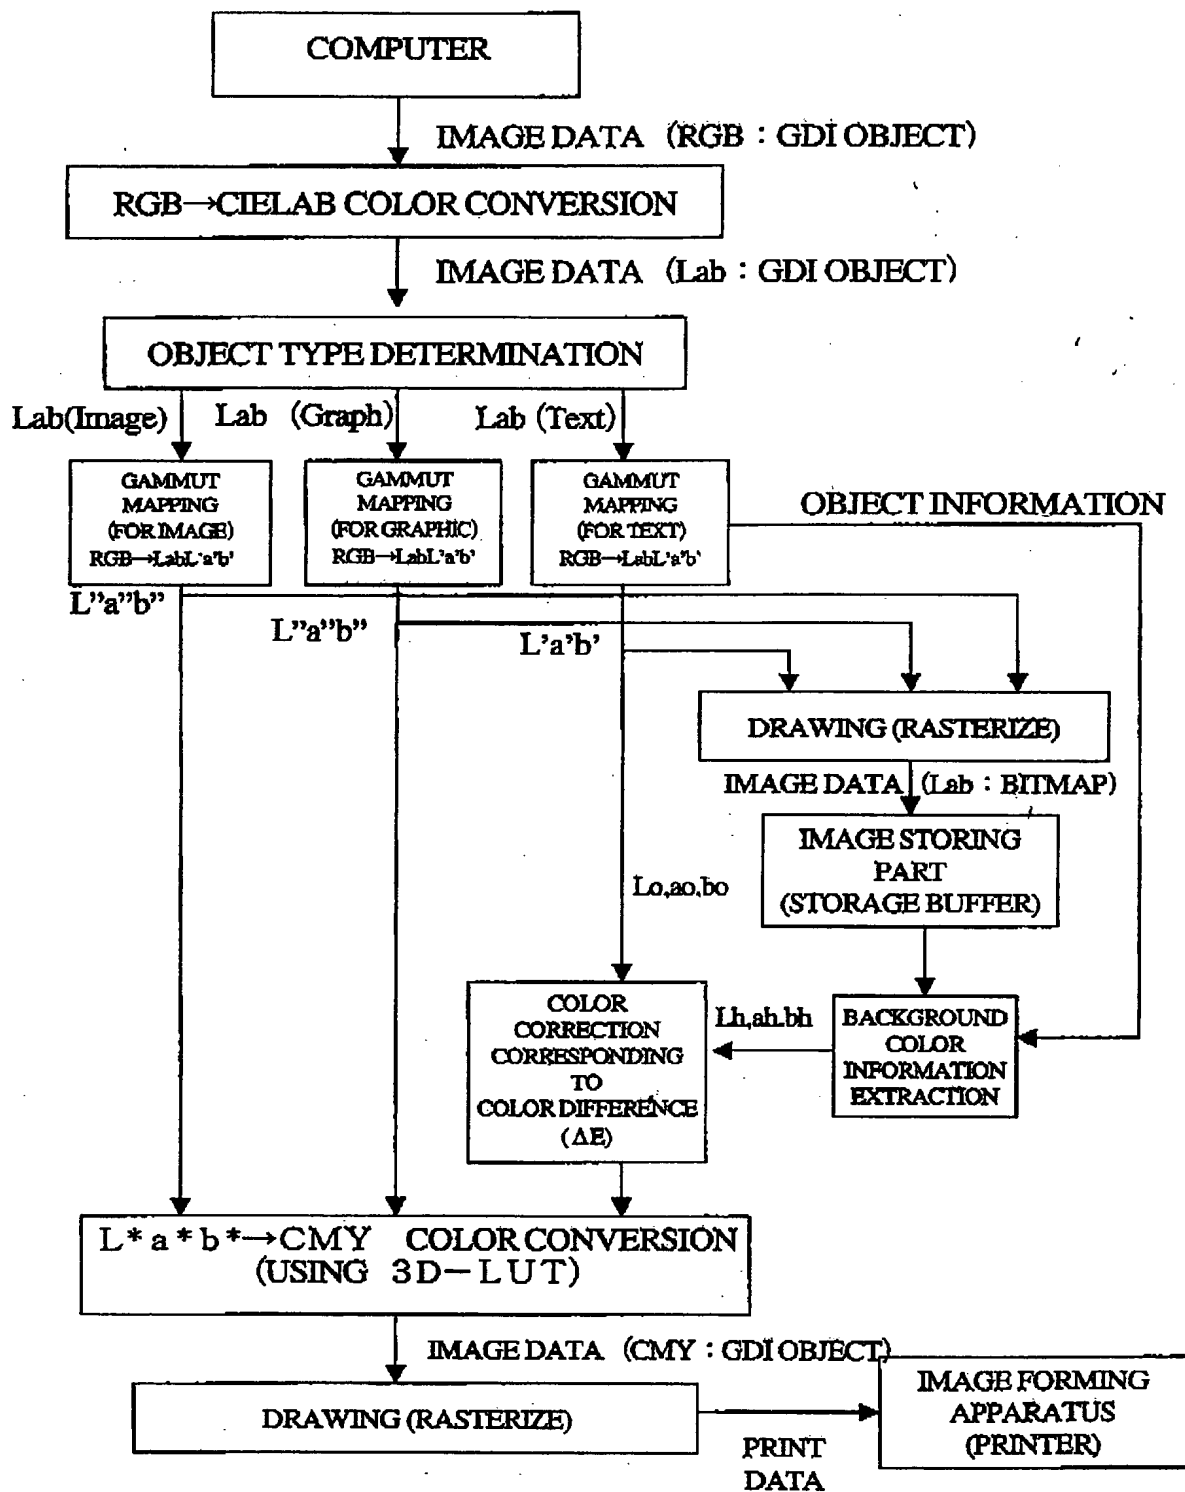 COMPUTER
IMAGE DATA (RGB : GDI OBJECT)
RGB→CIELAB COLOR CONVERSION
IMAGE DATA (Lab : GDI OBJECT)
OBJECT TYPE DETERMINATION
Lab(Image)
Lab (Graph)
Lab (Text)
GAMMUT
MAPPING
(FOR IMAGE)
RGB→LabL'a'b'
GAMMUT
MAPPING
(FOR GRAPHIC)
RGB→LabL'a'b'
GAMMUT
MAPPING
(FOR TEXT)
RGB→LabL'a'b'
OBJECT INFORMATION
L”a”b”
L”a”b”
L’a’b’
DRAWING (RASTERIZE)
IMAGE DATA (Lab : BITMAP)
IMAGE STORING
PART
(STORAGE BUFFER)
Lo,ao,bo
COLOR
CORRECTION
CORRESPONDING
TO
COLOR DIFFERENCE
(ΔE)
Lh,ah.bh
BACKGROUND
COLOR
INFORMATION
EXTRACTION
L*a*b*→CMY COLOR CONVERSION
(USING 3D-LUT)
IMAGE DATA (CMY : GDI OBJECT)
DRAWING (RASTERIZE)
PRINT
DATA
IMAGE FORMING
APPARATUS
(PRINTER)